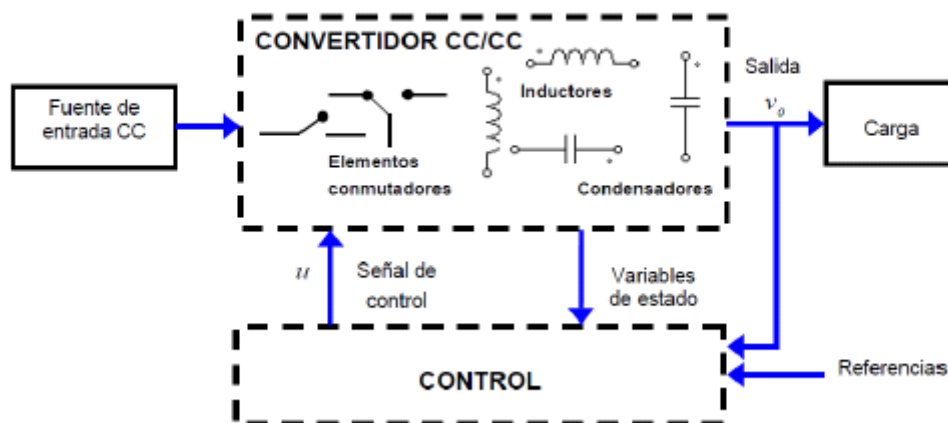 CONVERTIDOR CC/CC
Fuente de
entrada CC
Inductores
Elementos
conmutadores
Condensadores
Salida
v_o
Carga
u
Señal de
control
Variables
de estado
CONTROL
Referencias